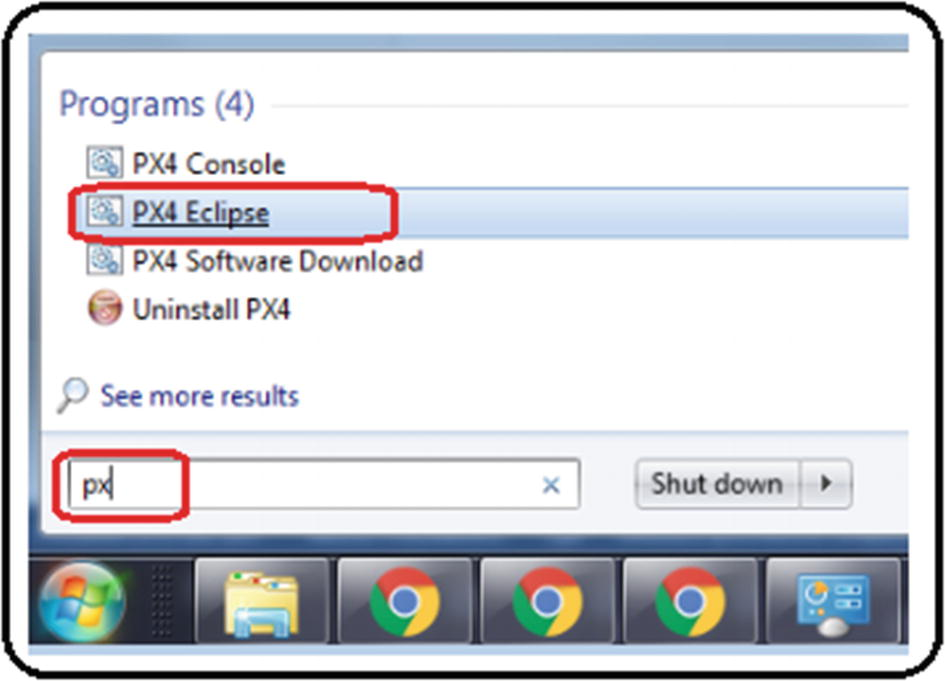 Programs (4)
PX4 Console
PX4 Eclipse
PX4 Software Download
Uninstall PX4
See more results
px
Shut down